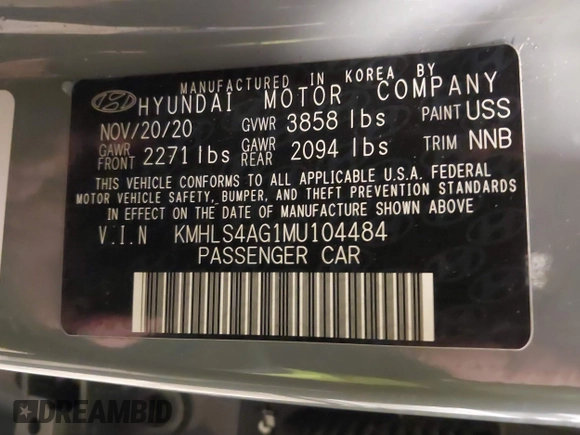 MANUFACTURED IN KOREA BY
HYUNDAI MOTOR COMPANY
NOV/20/20 GVWR 3858 lbs PAINT USS
GAWR FRONT 2271 lbs GAWR REAR 2094 lbs TRIM NNB
THIS VEHICLE CONFORMS TO ALL APPLICABLE U.S.A. FEDERAL
MOTOR VEHICLE SAFETY, BUMPER, AND THEFT PREVENTION STANDARDS
IN EFFECT ON THE DATE OF MANUFACTURE SHOWN ABOVE.
V.I.N KMHLS4AG1MU104484
PASSENGER CAR
DREAMBID